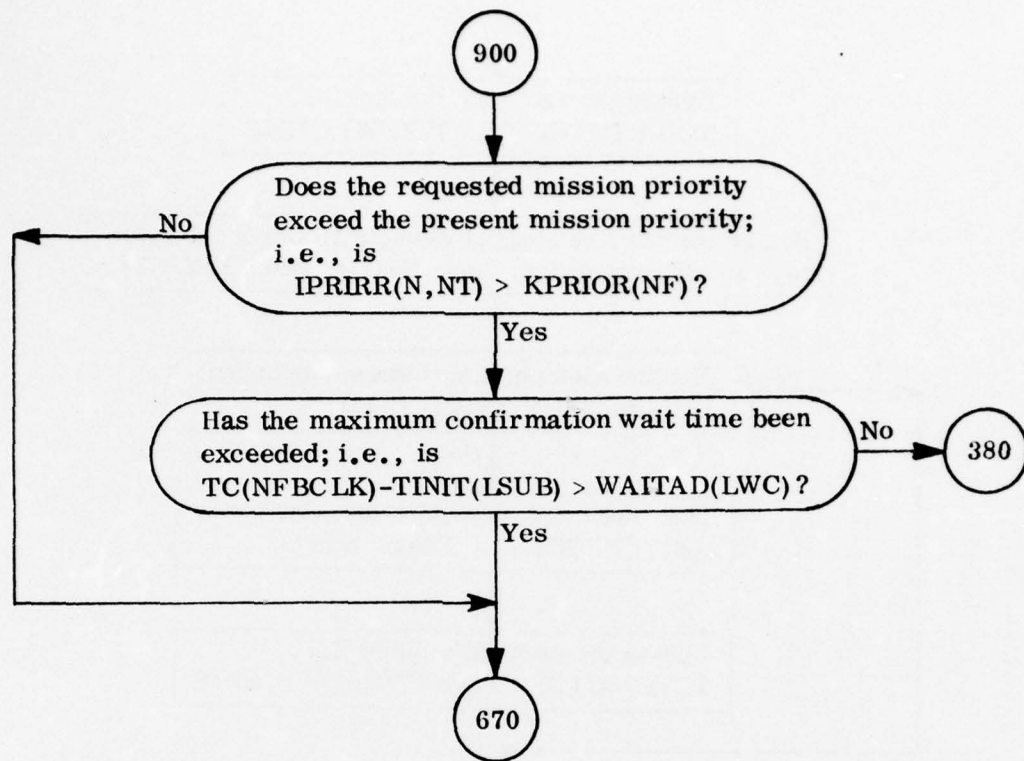 900
Does the requested mission priority
exceed the present mission priority;
i.e., is
IPRIRR(N,NT) > KPRIOR(NF)?
No
Yes
Has the maximum confirmation wait time been
exceeded; i.e., is
TC(NFBCLK)-TINIT(LSUB) > WAITAD(LWC)?
No
380
Yes
670